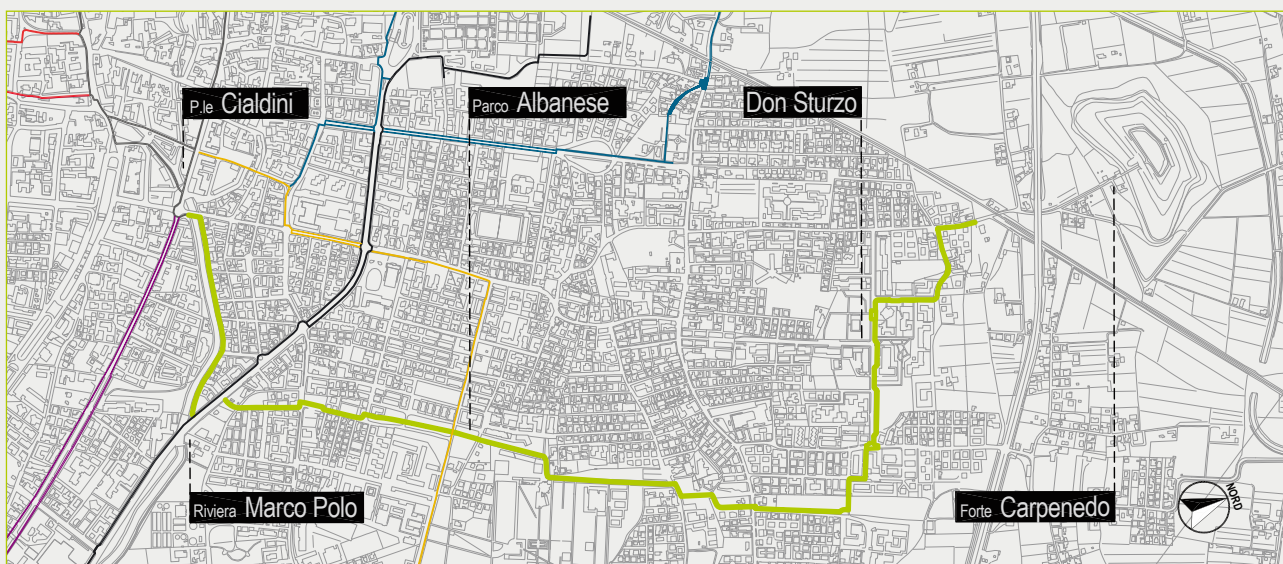 P.le Cialdini
Parco Albanese
Don Sturzo
Riviera Marco Polo
Forte Carpenedo
NORD